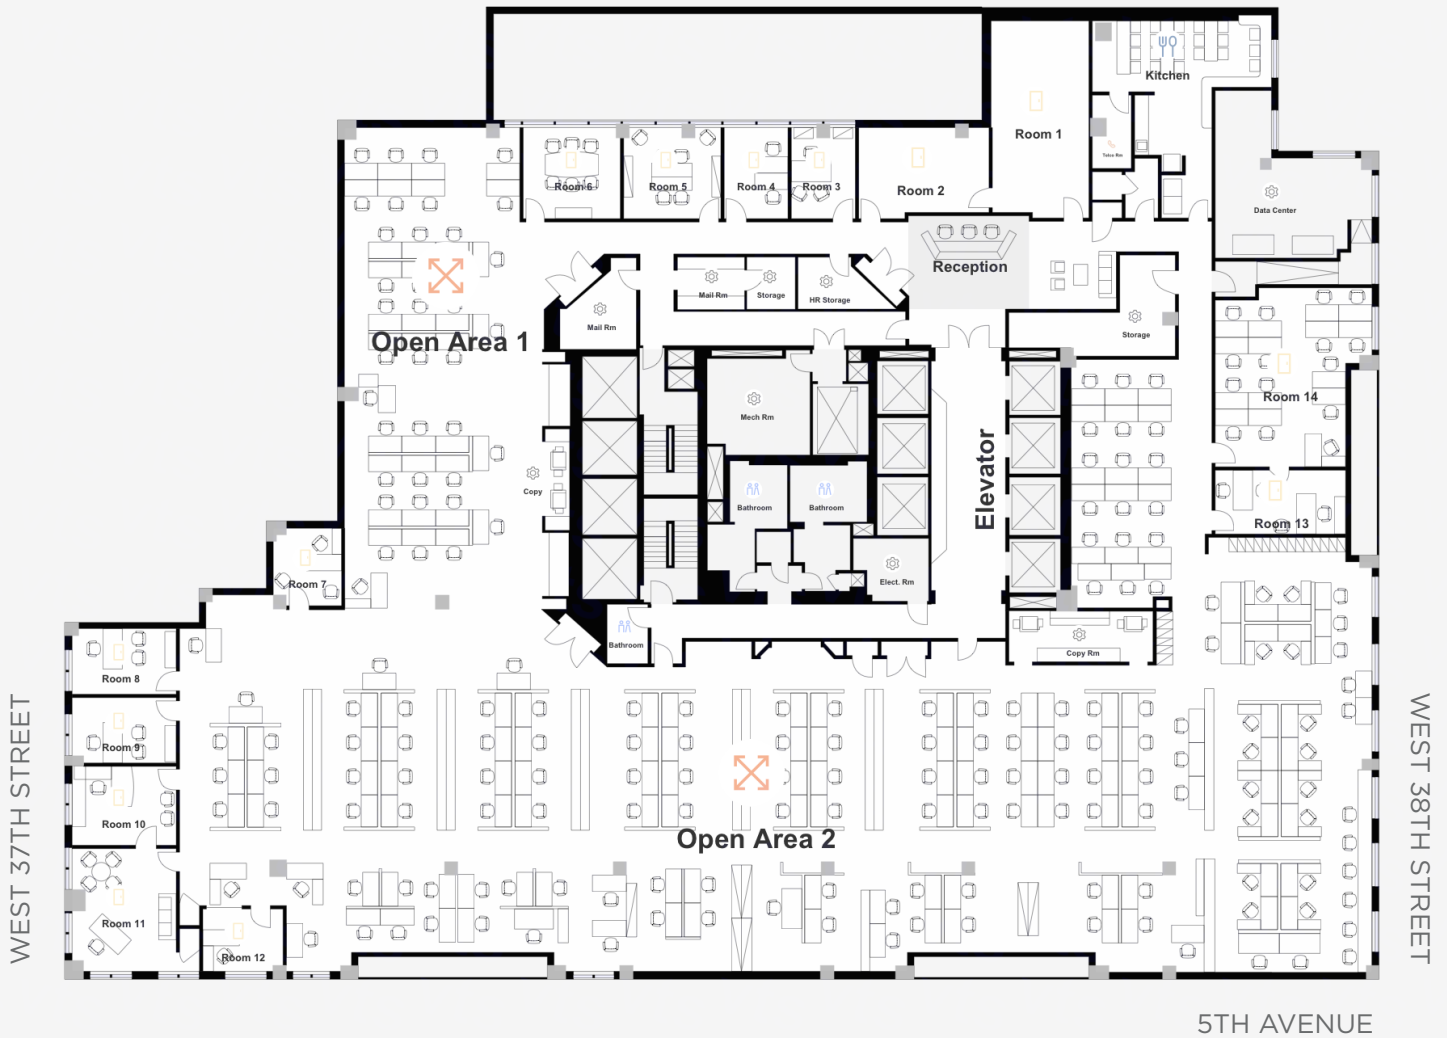 Kitchen
Room 1
Telco Rm
Room 6
Room 5
Room 4
Room 3
Room 2
Data Center
Reception
Mail Rm
Storage
HR Storage
Mail Rm
Storage
Open Area 1
Room 14
Mech Rm
Elevator
Copy
Bathroom
Bathroom
Room 13
Elect. Rm
Room 7
Bathroom
Copy Rm
Room 8
Room 9
Room 10
Open Area 2
Room 11
Room 12
WEST 37TH STREET
WEST 38TH STREET
5TH AVENUE